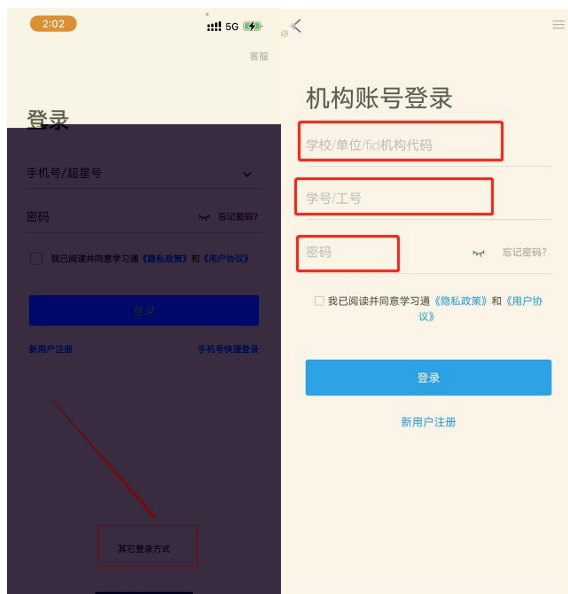 2:02
5G
客服
登录
手机号/超星号
密码
忘记密码?
我已阅读并同意学习通《隐私政策》和《用户协议》
登录
新用户注册
手机号快捷登录
其它登录方式
机构账号登录
学校/单位/fid机构代码
学号/工号
密码
忘记密码?
我已阅读并同意学习通《隐私政策》和《用户协
议》
登录
新用户注册